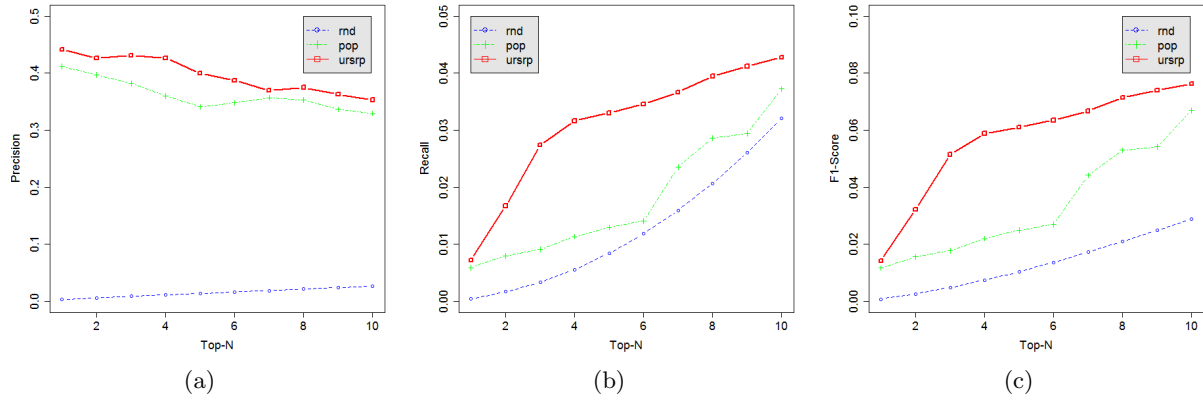 0.5
0.4
0.3
0.2
0.1
0.0
Precision
2 4 6 8 10
Top-N
rnd
pop
ursrp
(a)
0.05
0.04
0.03
0.02
0.01
0.00
Recall
2 4 6 8 10
Top-N
rnd
pop
ursrp
(b)
0.10
0.08
0.06
0.04
0.02
0.00
F1-Score
2 4 6 8 10
Top-N
rnd
pop
ursrp
(c)